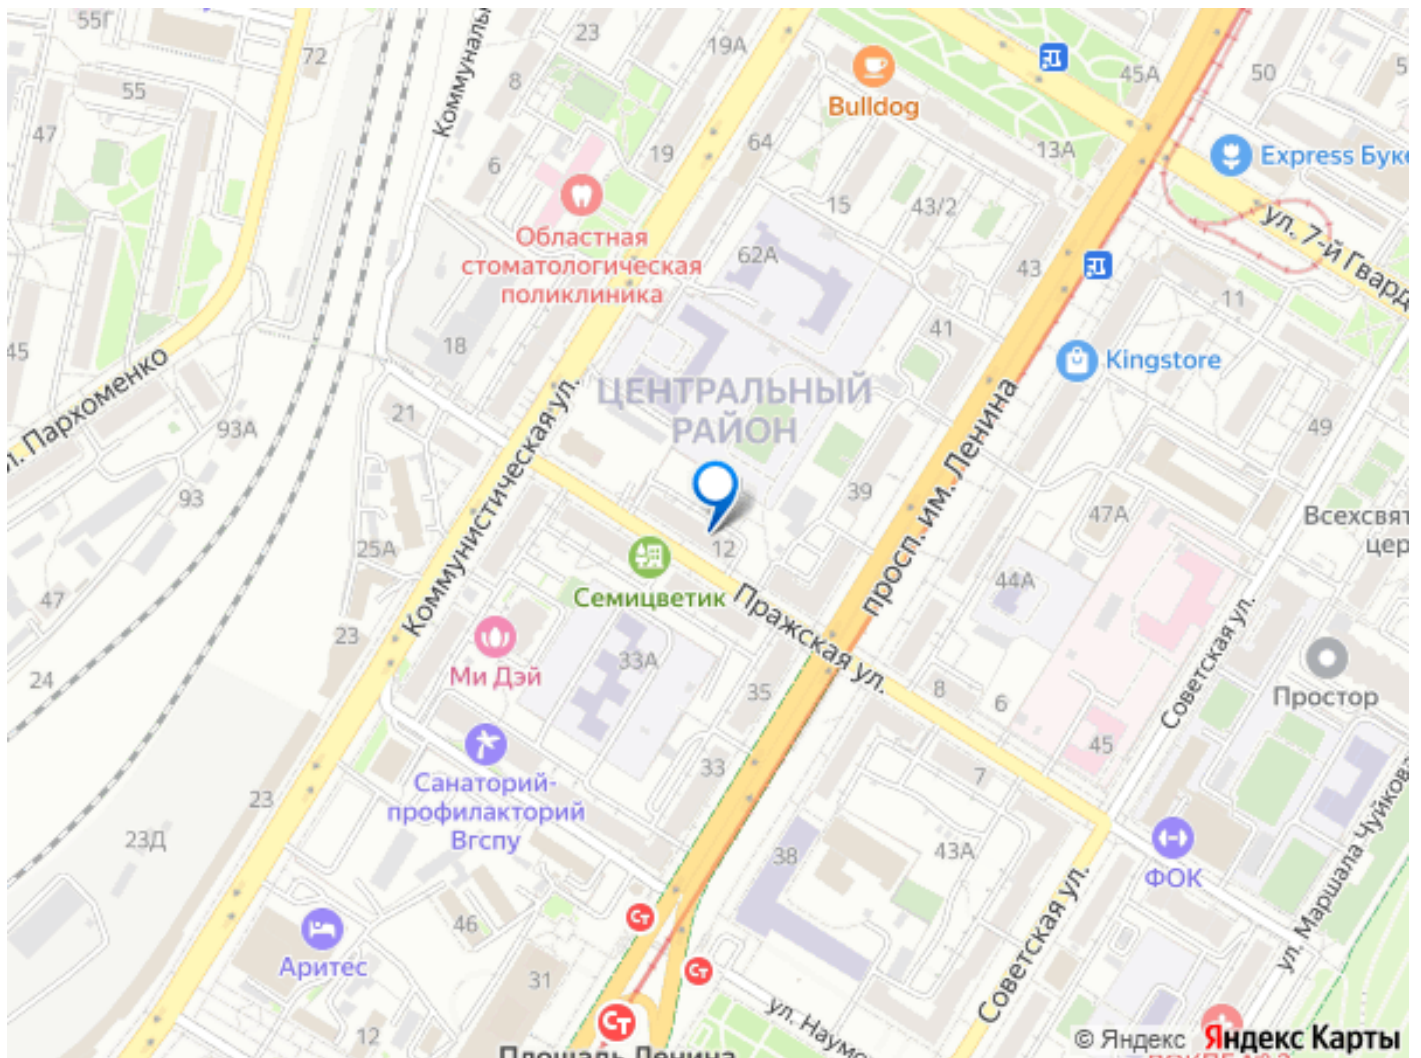 55Г
72
Коммуналь
23
19А
8
45А
50
55
47
Bulldog
64
19
13А
Express Буке
6
15
43/2
ул. 7-й Гвард
Областная
стоматологическая
поликлиника
62А
43
11
18
41
45
Kingstore
Пархоменко
ЦЕНТРАЛЬНЫЙ
РАЙОН
21
93А
49
93
Коммунистическая ул.
просп. им. Ленина
39
47А
Всехсвят
цер
25А
12
44А
47
Семицветик
Пражская ул.
23
Ми Дэй
33А
24
35
8
6
Советская ул.
Простор
45
33
7
Санаторий-
профилакторий
Вгспу
23
23Д
38
43А
ФОК
ул. Маршала Чуйкова
46
Аритес
31
12
Советская ул.
ул. Наумо
Площадь Ленина
© Яндекс Яндекс Карты